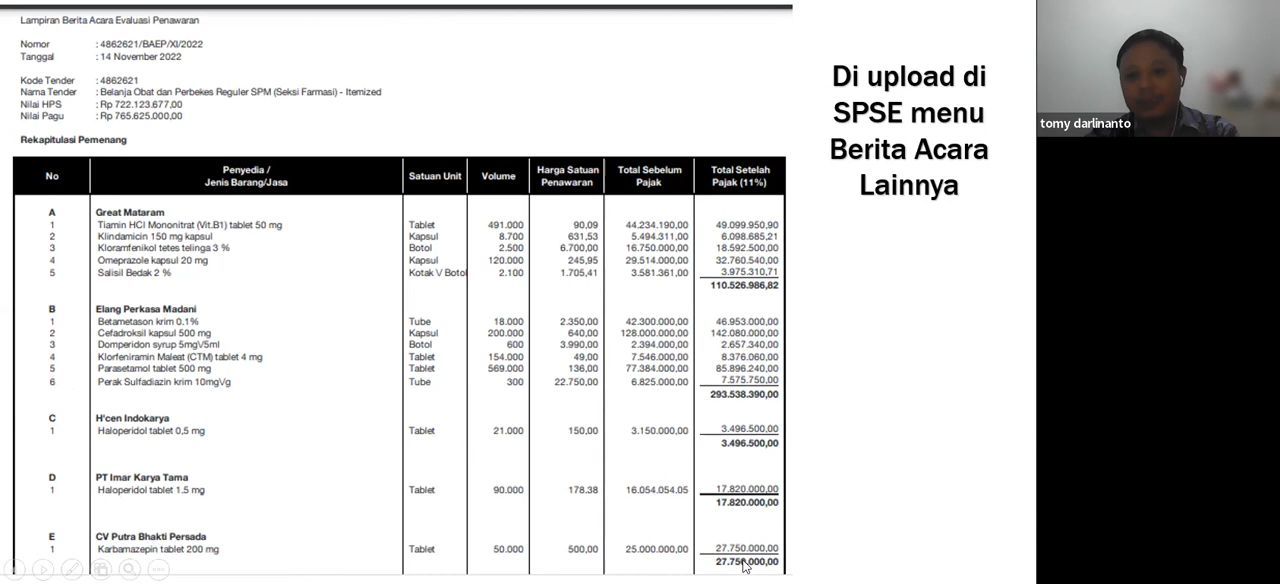 Lampiran Berita Acara Evaluasi Penawaran
Nomor : 4862621/BAEP/XI/2022
Tanggal : 14 November 2022
Kode Tender : 4862621
Nama Tender : Belanja Obat dan Perbekes Reguler SPM (Seksi Farmasi) - Itemized
Nilai HPS : Rp 722.123.677,00
Nilai Pagu : Rp 765.625.000,00
Rekapitulasi Pemenang
No Penyedia / Jenis Barang/Jasa Satuan Unit Volume Harga Satuan Penawaran Total Sebelum Pajak Total Setelah Pajak (11%)
A Great Mataram
1 Tiamin HCl Mononitrat (Vit.B1) tablet 50 mg Tablet 491.000 90,09 44.234.190,00 49.099.950,90
2 Klindamicin 150 mg kapsul Kapsul 8.700 631,53 5.494.311,00 6.098.685,21
3 Kloramfenikol tetes telinga 3 % Botol 2.500 6.700,00 16.750.000,00 18.592.500,00
4 Omeprazole kapsul 20 mg Kapsul 120.000 245,95 29.514.000,00 32.760.540,00
5 Salisil Bedak 2 % Kotak \/ Botol 2.100 1.705,41 3.581.361,00 3.975.310,71
110.526.986,82
B Elang Perkasa Madani
1 Betametason krim 0.1% Tube 18.000 2.350,00 42.300.000,00 46.953.000,00
2 Cefadroksil kapsul 500 mg Kapsul 200.000 640,00 128.000.000,00 142.080.000,00
3 Domperidon syrup 5mg\/5ml Botol 600 3.990,00 2.394.000,00 2.657.340,00
4 Klorfeniramin Maleat (CTM) tablet 4 mg Tablet 154.000 49,00 7.546.000,00 8.376.060,00
5 Parasetamol tablet 500 mg Tablet 569.000 136,00 77.384.000,00 85.896.240,00
6 Perak Sulfadiazin krim 10mg\/g Tube 300 22.750,00 6.825.000,00 7.575.750,00
293.538.390,00
C H'cen Indokarya
1 Haloperidol tablet 0,5 mg Tablet 21.000 150,00 3.150.000,00 3.496.500,00
3.496.500,00
D PT Imar Karya Tama
1 Haloperidol tablet 1.5 mg Tablet 90.000 178.38 16.054.054.05 17.820.000,00
17.820.000,00
E CV Putra Bhakti Persada
1 Karbamazepin tablet 200 mg Tablet 50.000 500,00 25.000.000,00 27.750.000,00
27.750.000,00
Di upload di
SPSE menu
Berita Acara
Lainnya
tomy darlinanto